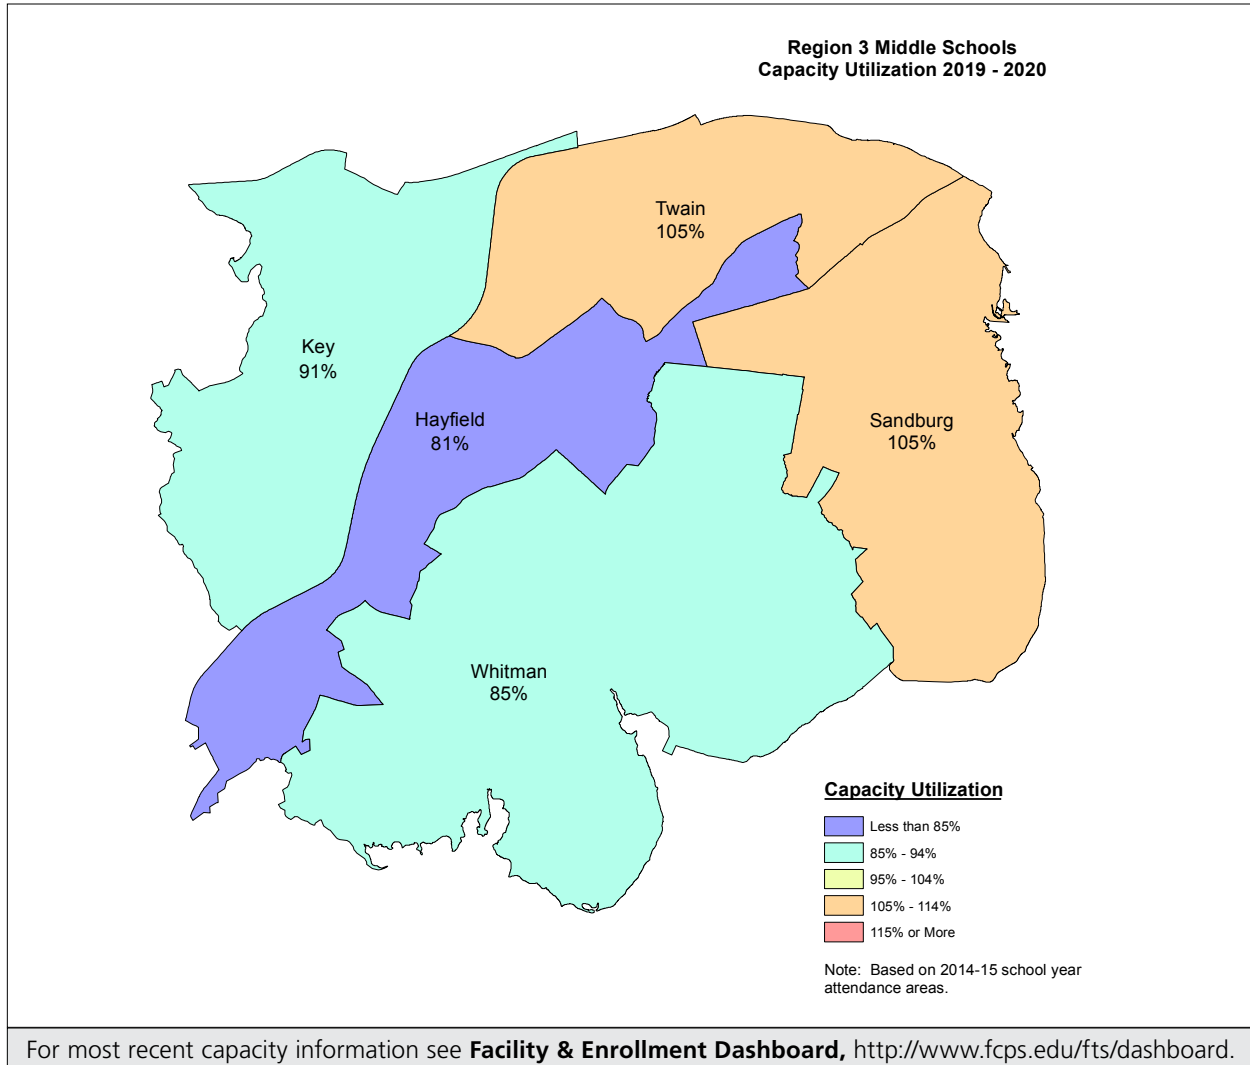 Region 3 Middle Schools
Capacity Utilization 2019 - 2020
Twain
105%
Key
91%
Hayfield
81%
Sandburg
105%
Whitman
85%
Capacity Utilization
Less than 85%
85% - 94%
95% - 104%
105% - 114%
115% or More
Note:  Based on 2014-15 school year
attendance areas.
For most recent capacity information see Facility & Enrollment Dashboard, http://www.fcps.edu/fts/dashboard.